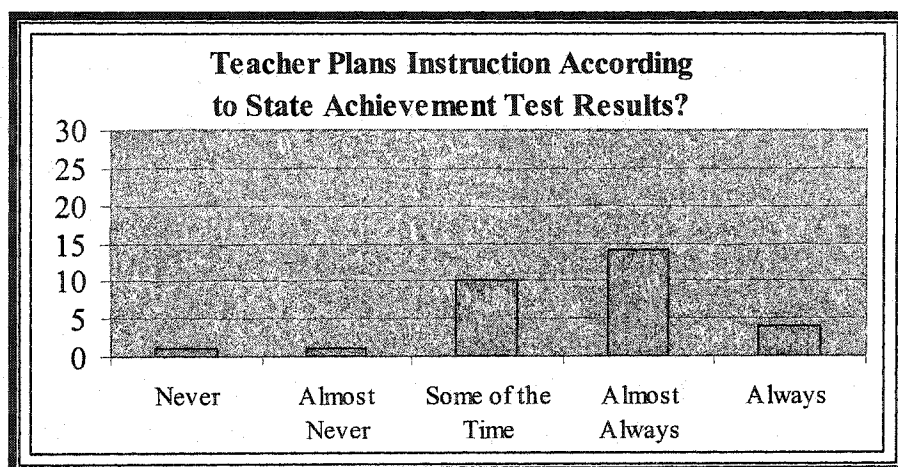 Teacher Plans Instruction According
to State Achievement Test Results?
30
25
20
15
10
5
0
Never
Almost
Never
Some of the
Time
Almost
Always
Always